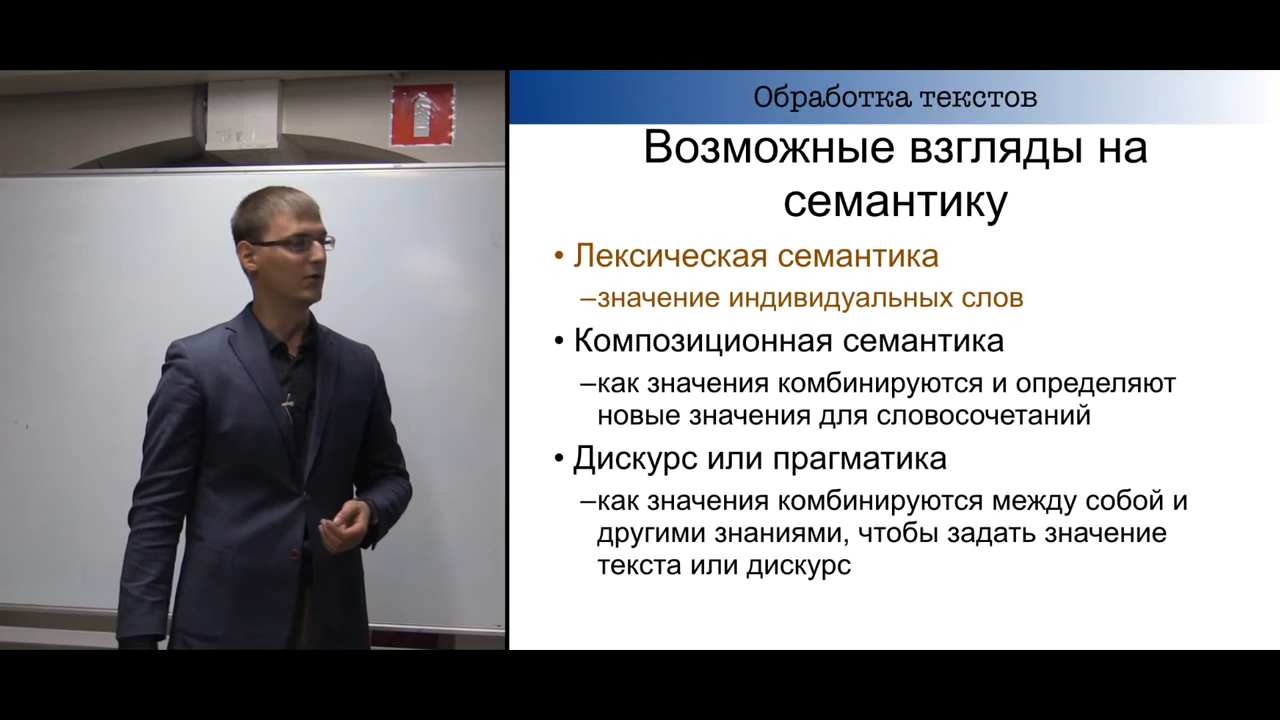 Обработка текстов
Возможные взгляды на
семантику
• Лексическая семантика
–значение индивидуальных слов
• Композиционная семантика
–как значения комбинируются и определяют
новые значения для словосочетаний
• Дискурс или прагматика
–как значения комбинируются между собой и
другими знаниями, чтобы задать значение
текста или дискурс